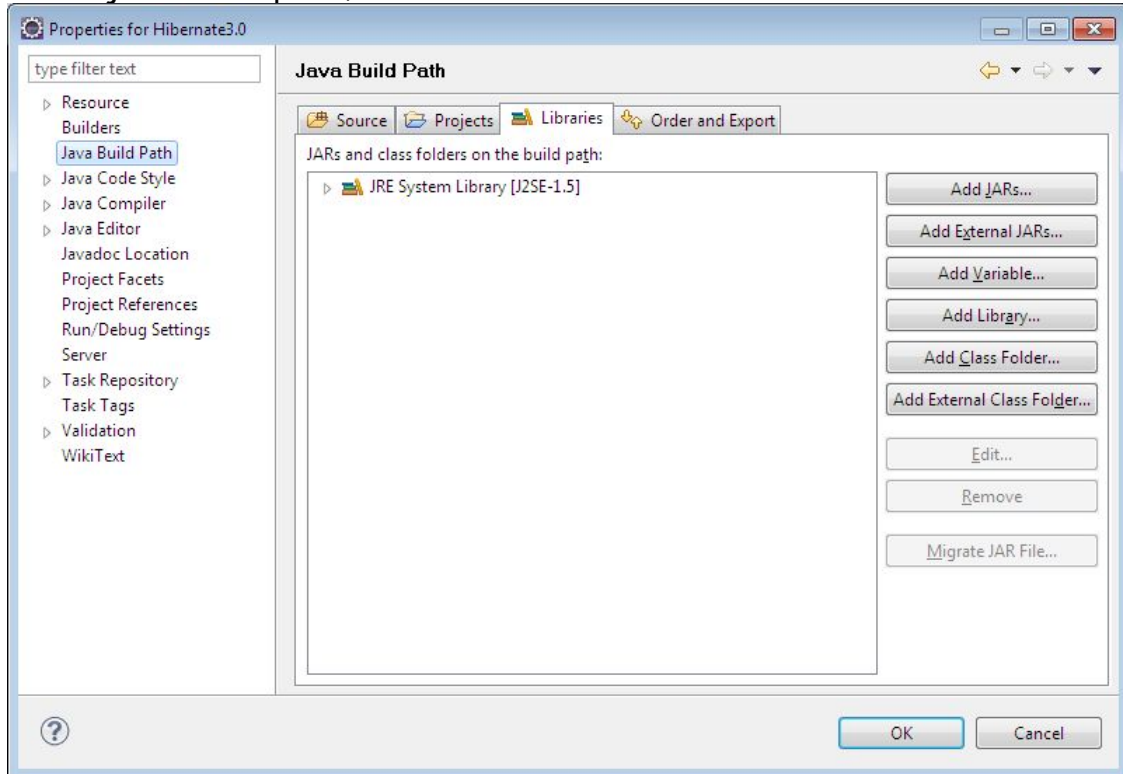 Properties for Hibernate3.0
type filter text
Resource
Builders
Java Build Path
Java Code Style
Java Compiler
Java Editor
Javadoc Location
Project Facets
Project References
Run/Debug Settings
Server
Task Repository
Task Tags
Validation
WikiText
Java Build Path
Source Projects Libraries Order and Export
JARs and class folders on the build path:
JRE System Library [J2SE-1.5]
Add JARs...
Add External JARs...
Add Variable...
Add Library...
Add Class Folder...
Add External Class Folder...
Edit...
Remove
Migrate JAR File...
?
OK Cancel